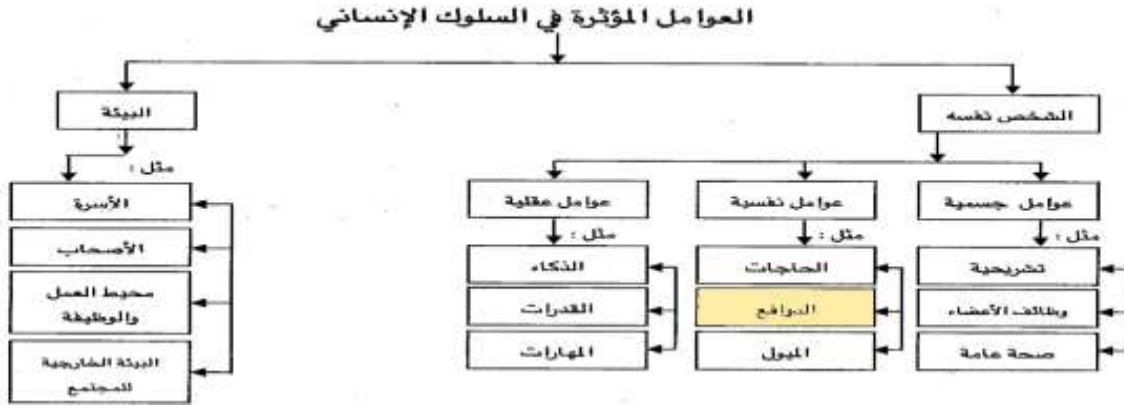 العوامل المؤثرة في السلوك الإنساني
الشخص نفسه
البيئة
عوامل جسمية
عوامل نفسية
عوامل عقلية
مثل :
مثل :
مثل :
مثل :
تشريحية
وظائف الأعضاء
صحة عامة
الحاجات
الدوافع
الميول
الذكاء
القدرات
المهارات
الأسرة
الأصحاب
محيط العمل
والوظيفة
البيئة الخارجية
للمجتمع